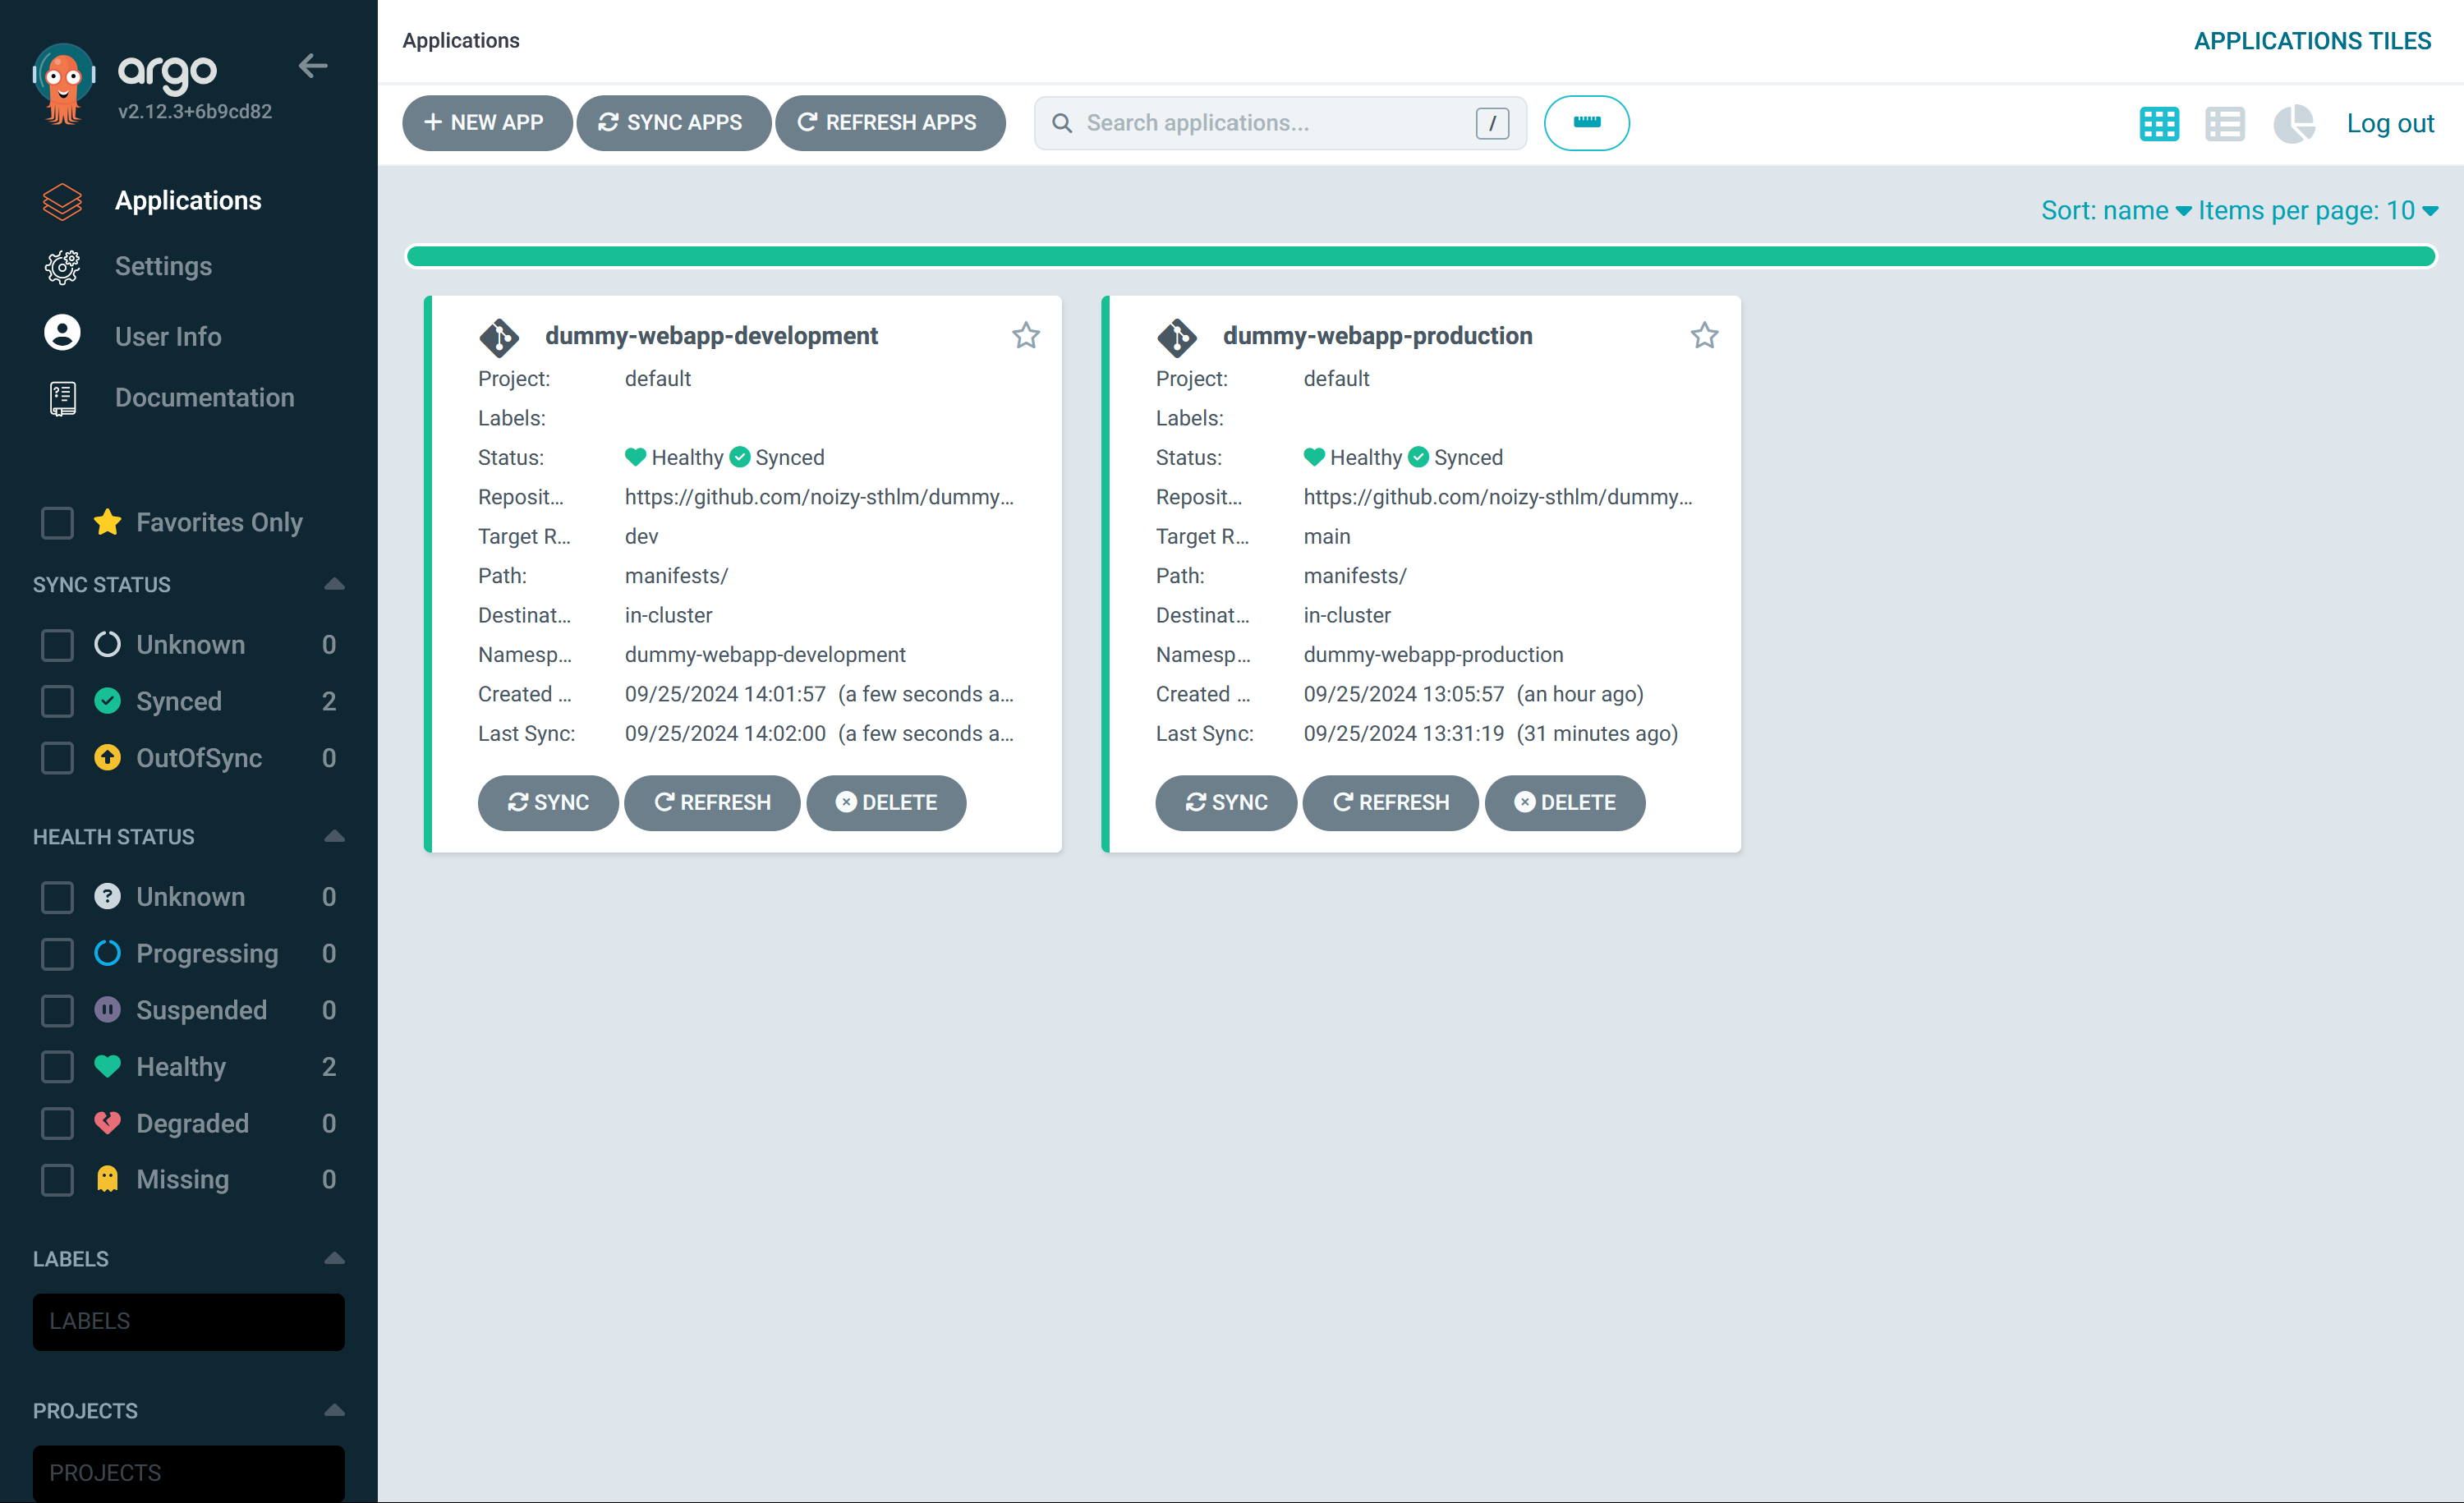 argo
v2.12.3+6b9cd82
Applications
Settings
User Info
Documentation
Favorites Only
SYNC STATUS
Unknown 0
Synced 2
OutOfSync 0
HEALTH STATUS
Unknown 0
Progressing 0
Suspended 0
Healthy 2
Degraded 0
Missing 0
LABELS
LABELS
PROJECTS
PROJECTS
Applications
APPLICATIONS TILES
NEW APP
SYNC APPS
REFRESH APPS
Search applications...
/
Log out
Sort: name
Items per page: 10
dummy-webapp-development
Project: default
Labels:
Status: Healthy Synced
Reposit... https://github.com/noizy-sthlm/dummy...
Target R... dev
Path: manifests/
Destinat... in-cluster
Namesp... dummy-webapp-development
Created ... 09/25/2024 14:01:57 (a few seconds a...
Last Sync: 09/25/2024 14:02:00 (a few seconds a...
SYNC REFRESH DELETE
dummy-webapp-production
Project: default
Labels:
Status: Healthy Synced
Reposit... https://github.com/noizy-sthlm/dummy...
Target R... main
Path: manifests/
Destinat... in-cluster
Namesp... dummy-webapp-production
Created ... 09/25/2024 13:05:57 (an hour ago)
Last Sync: 09/25/2024 13:31:19 (31 minutes ago)
SYNC REFRESH DELETE